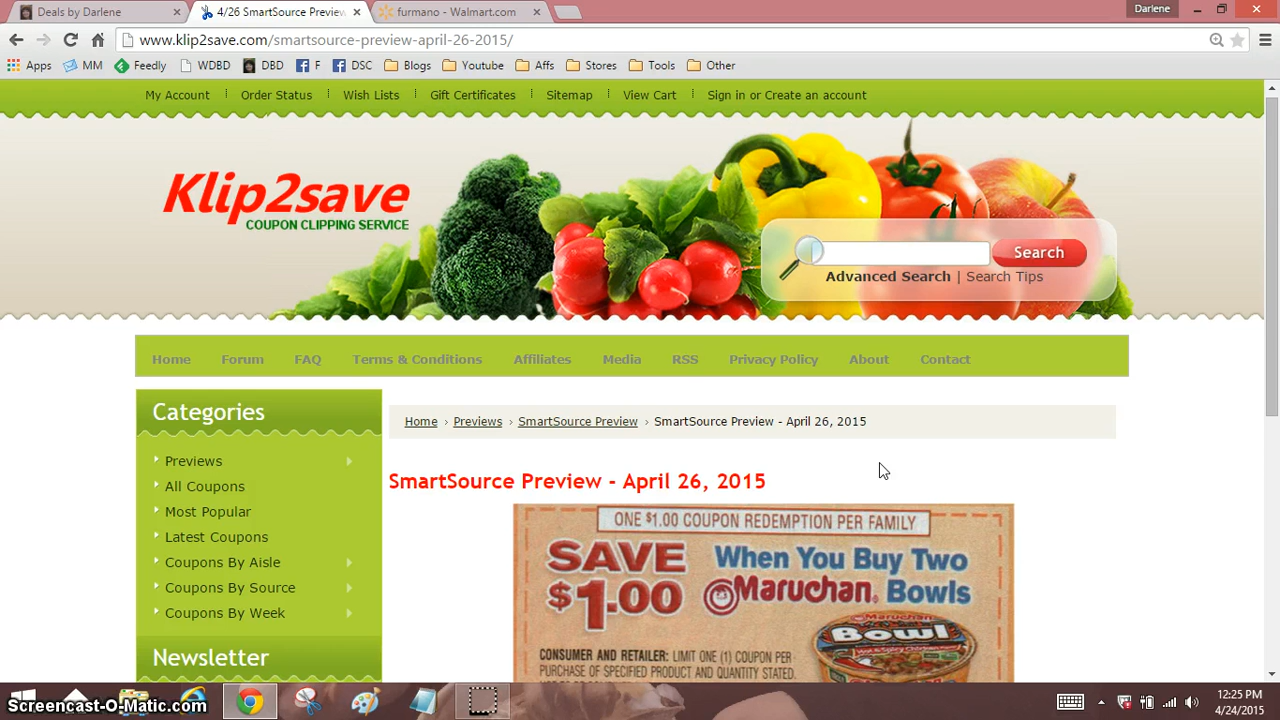 Deals by Darlene
4/26 SmartSource Preview
furmano - Walmart.com
Darlene
www.klip2save.com/smartsource-preview-april-26-2015/
Apps MM Feedly WDBD DBD F DSC Blogs Youtube Affs Stores Tools Other
My Account Order Status Wish Lists Gift Certificates Sitemap View Cart Sign in or Create an account
Klip2save
COUPON CLIPPING SERVICE
Search
Advanced Search | Search Tips
Home Forum FAQ Terms & Conditions Affiliates Media RSS Privacy Policy About Contact
Categories
Previews
All Coupons
Most Popular
Latest Coupons
Coupons By Aisle
Coupons By Source
Coupons By Week
Newsletter
Home › Previews › SmartSource Preview › SmartSource Preview - April 26, 2015
SmartSource Preview - April 26, 2015
ONE $1.00 COUPON REDEMPTION PER FAMILY
SAVE
$1.00
When You Buy Two
Maruchan Bowls
Bowl
CONSUMER AND RETAILER: LIMIT ONE (1) COUPON PER
PURCHASE OF SPECIFIED PRODUCT AND QUANTITY STATED.
Screencast-O-Matic.com
12:25 PM
4/24/2015